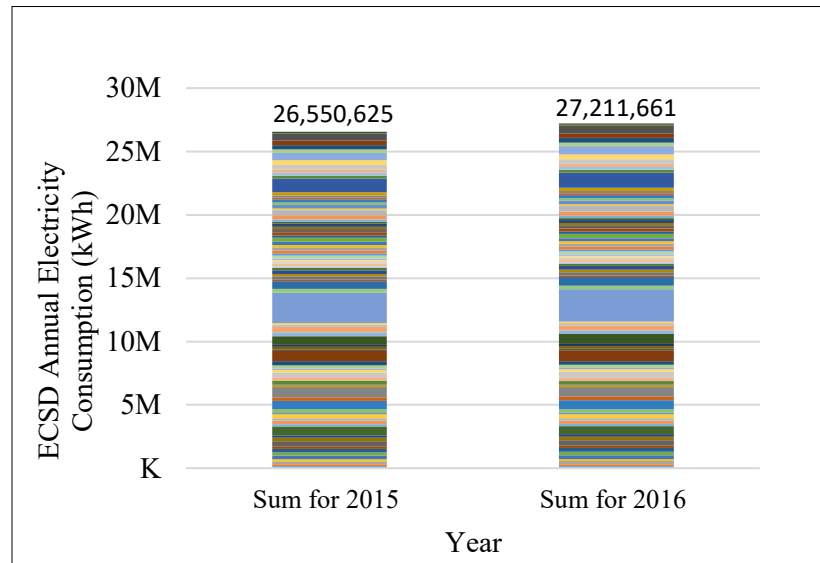 30M
26,550,625
27,211,661
25M
20M
15M
10M
5M
K
ECSD Annual Electricity
Consumption (kWh)
Sum for 2015
Sum for 2016
Year